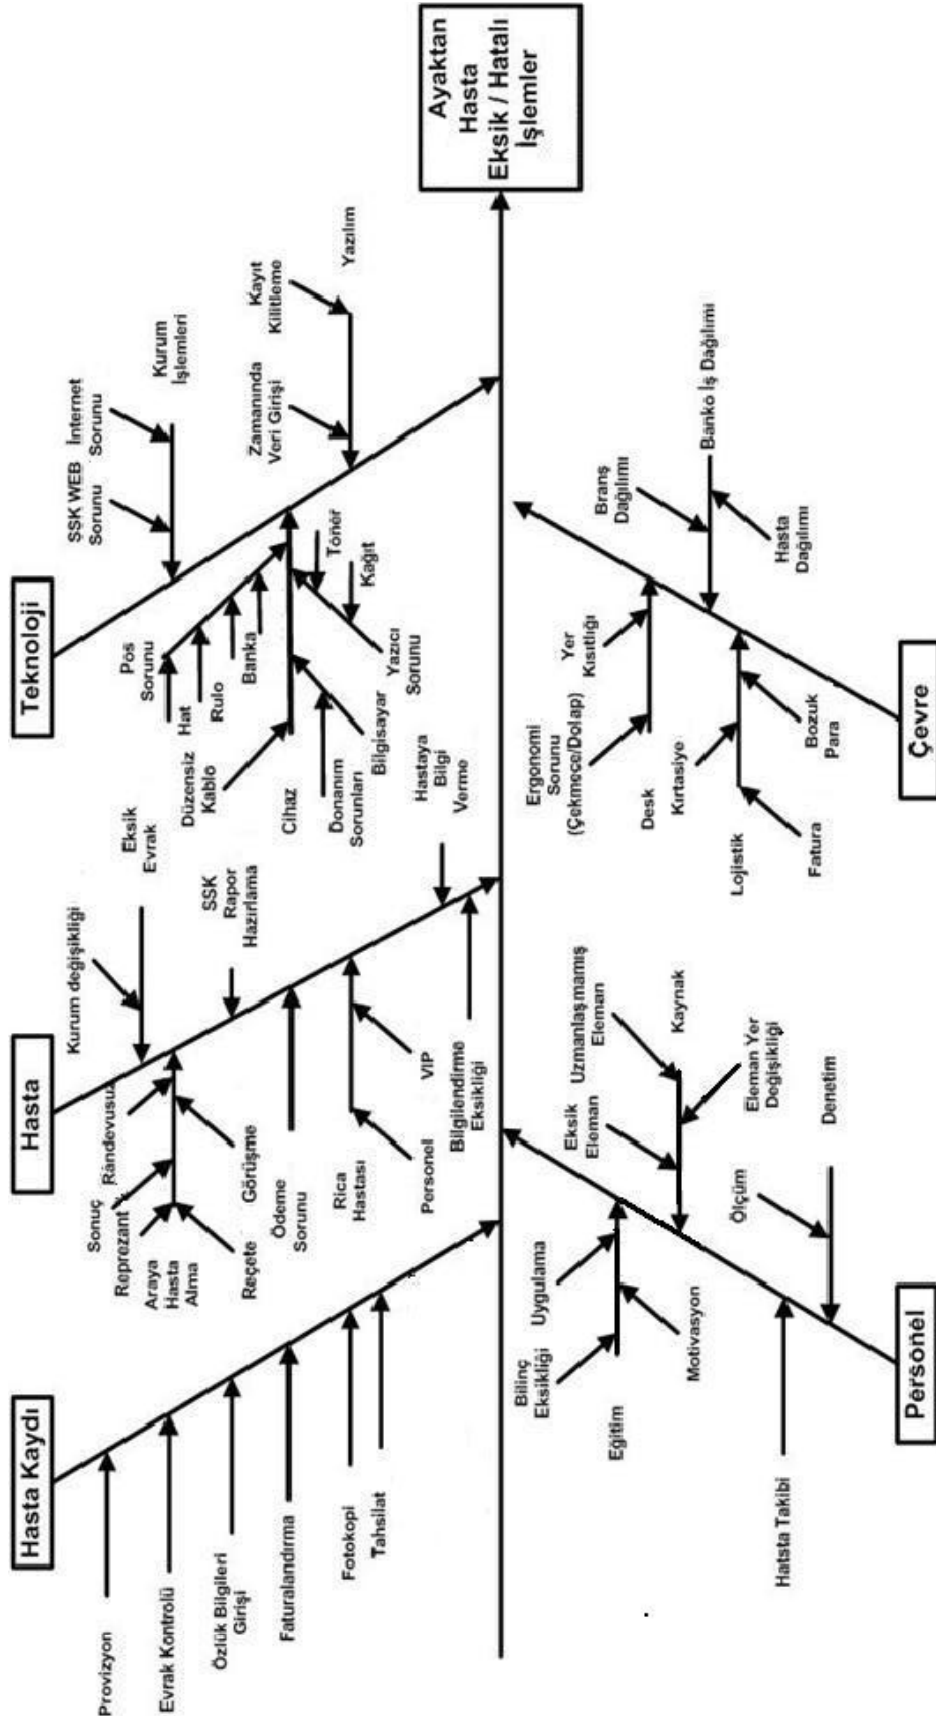 Hasta Kaydı
Hasta
Teknoloji
Provizyon
Evrak Kontrolü
Özlük Bilgileri
Girişi
Faturalandırma
Fotokopi
Tahsilat
Kurum değişikliği
Eksik
Evrak
Sonuç
Rándevusuz
Reprezant
Araya
Hasta
Alma
Reçete
Görüşme
SSK
Rapor
Hazırlama
Ödeme
Sorunu
Rica
Hastası
Personel
VIP
Hastaya
Bilgi
Verme
Bilgilendirme
Eksikliği
SSK WEB
Sorunu
İnternet
Sorunu
Kurum
İşlemleri
Pos
Sorunu
Hat
Rulo
Banka
Düzensiz
Kablo
Cihaz
Donanım
Sorunları
Bilgisayar
Toner
Kağıt
Yazıcı
Sorunu
Zamanında
Veri Girişi
Kayıt
Kilitleme
Yazılım
Ayaktan
Hasta
Eksik / Hatalı
İşlemler
Bilinç
Eksikliği
Uygulama
Eğitim
Motivasyon
Eksik
Eleman
Uzmanlaşmamış
Eleman
Kaynak
Eleman Yer
Değişikliği
Hatsta Takibi
Ölçüm
Denetim
Ergonomi
Sorunu
(Çekmece/Dolap)
Yer
Kısıtlığı
Desk
Kırtasiye
Lojistik
Bozuk
Para
Fatura
Branş
Dağılımı
Banko İş Dağılımı
Hasta
Dağılımı
Personel
Çevre